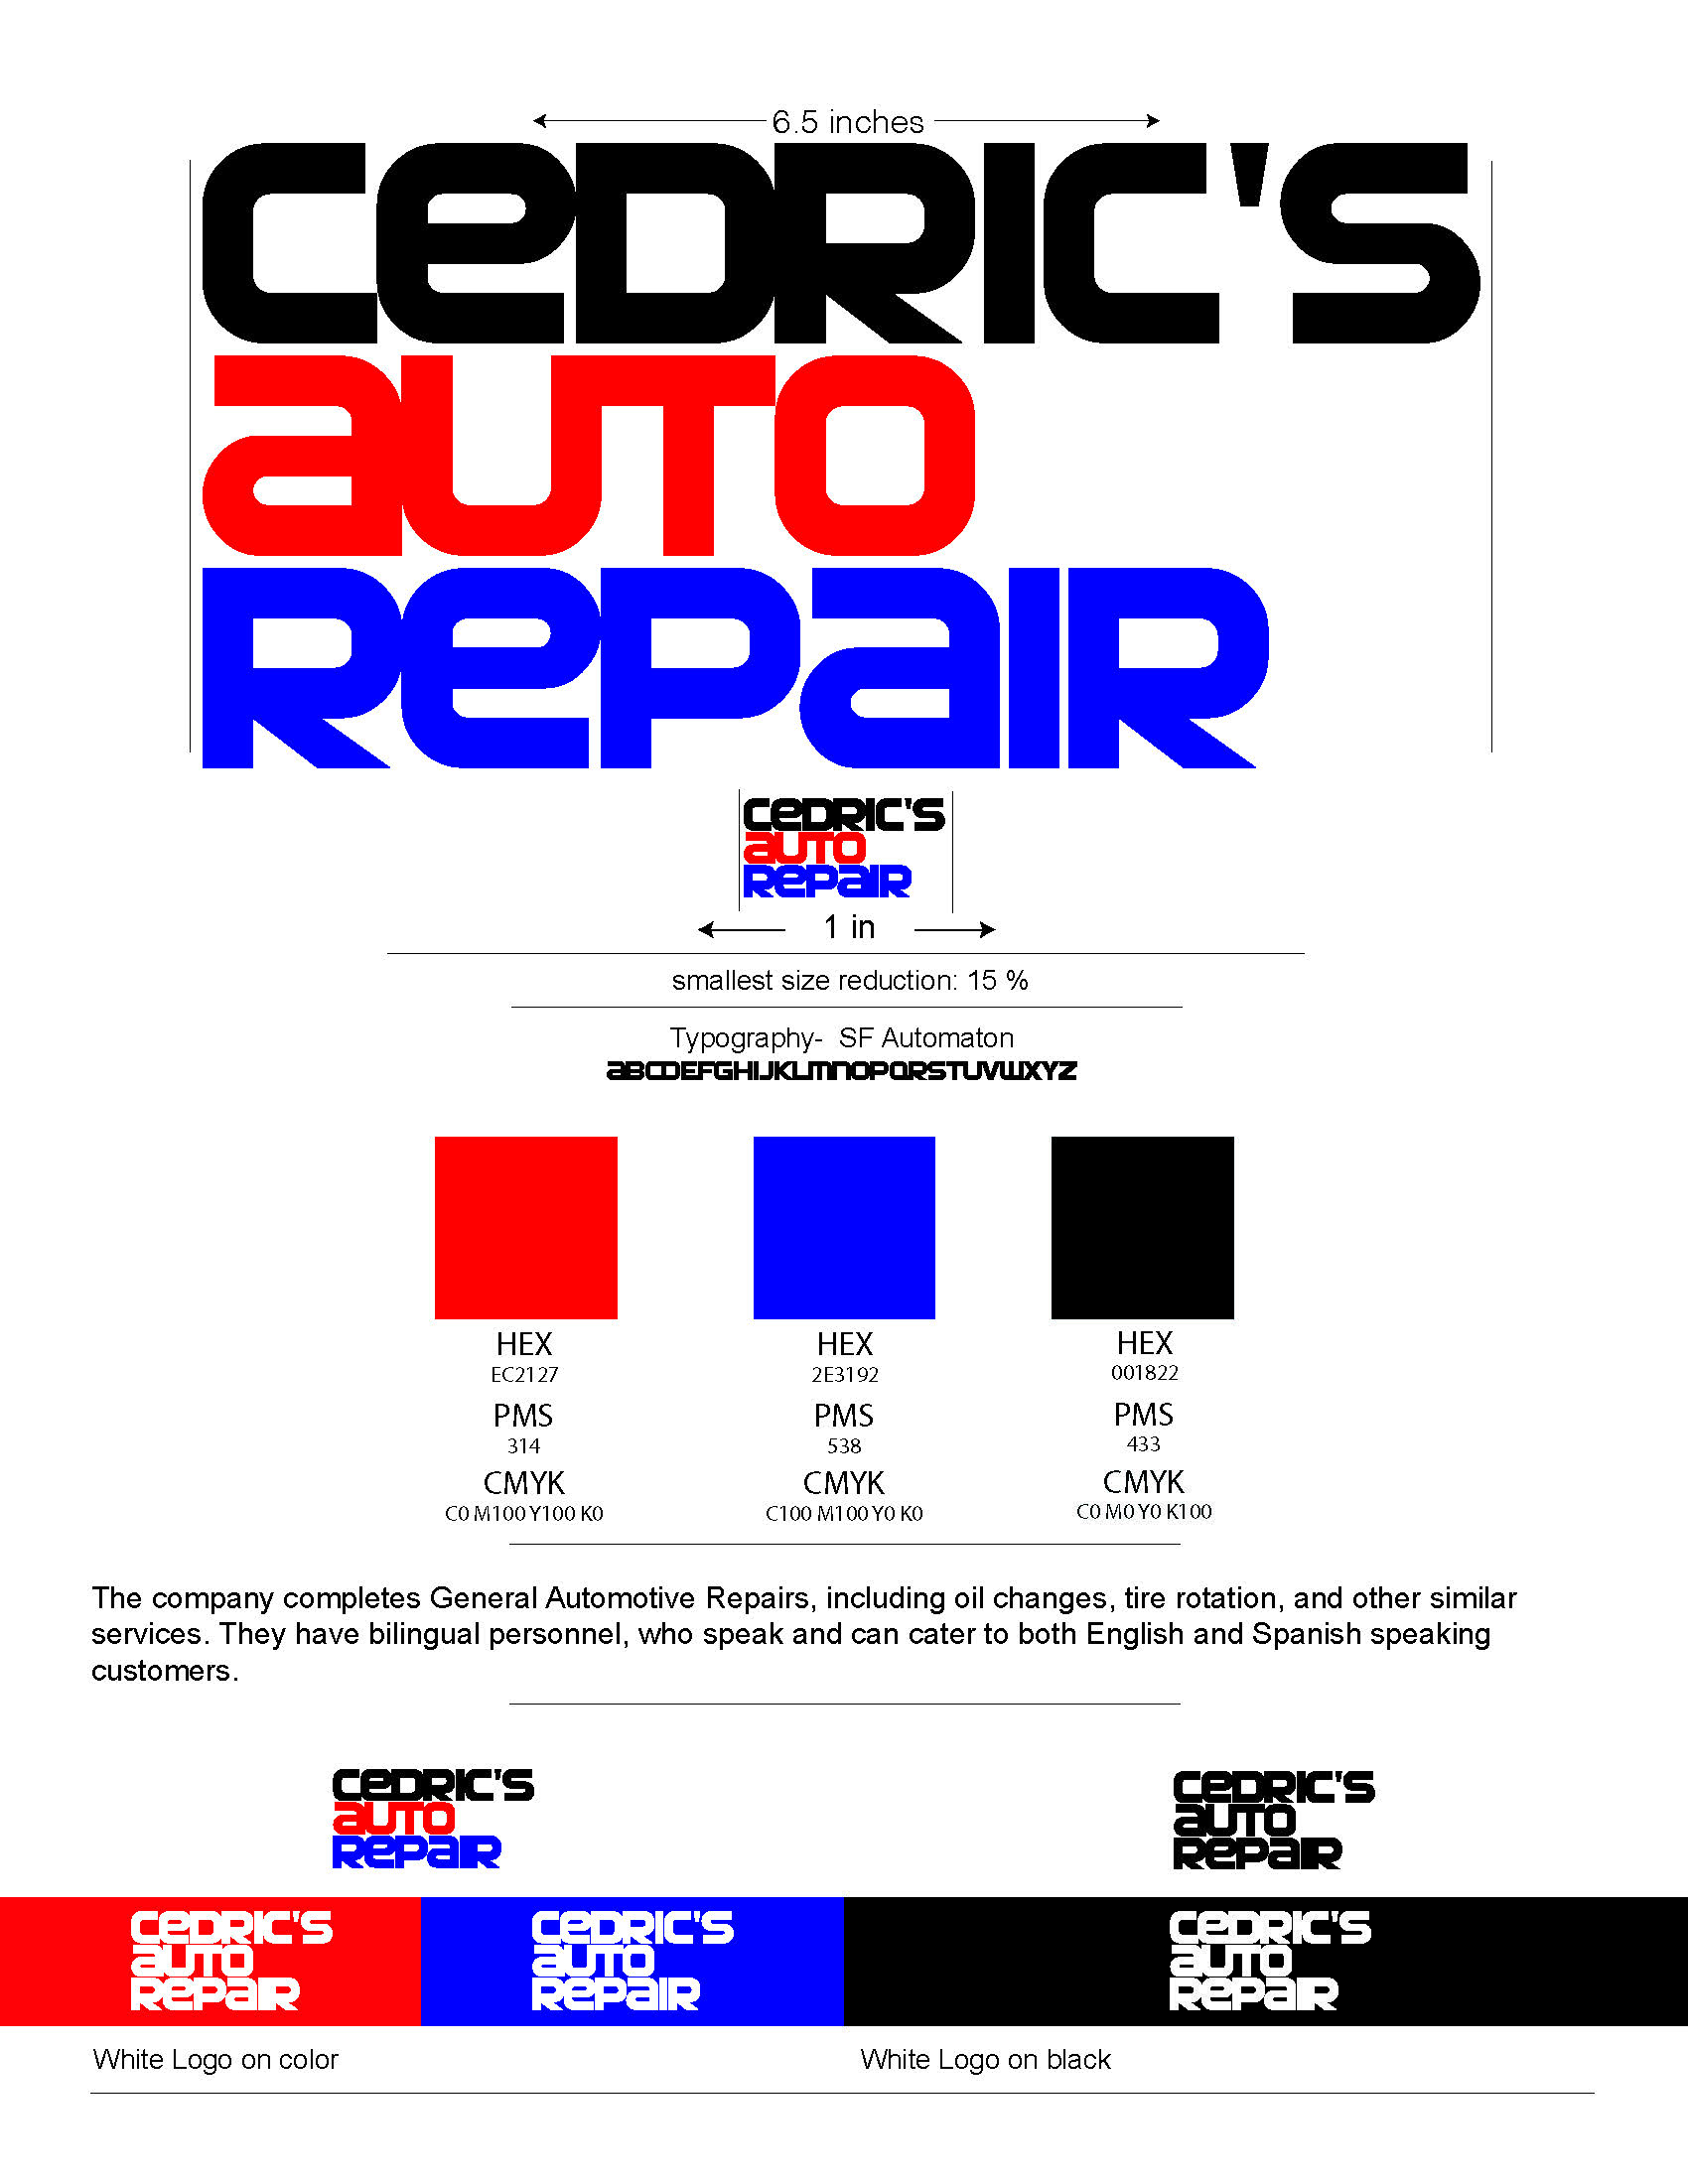 6.5 inches
CEDRIC'S
AUTO
REPAIR
CEDRIC'S
AUTO
REPAIR
1 in
smallest size reduction: 15 %
Typography- SF Automaton
ABCDEFGHIJKLMNOPQRSTUVWXYZ
HEX HEX HEX
EC2127 2E3192 001822
PMS PMS PMS
314 538 433
CMYK CMYK CMYK
C0 M100 Y100 K0 C100 M100 Y0 K0 C0 M0 Y0 K100
The company completes General Automotive Repairs, including oil changes, tire rotation, and other similar
services. They have bilingual personnel, who speak and can cater to both English and Spanish speaking
customers.
CEDRIC'S
AUTO
REPAIR
CEDRIC'S
AUTO
REPAIR
CEDRIC'S
AUTO
REPAIR
CEDRIC'S
AUTO
REPAIR
CEDRIC'S
AUTO
REPAIR
White Logo on color
White Logo on black